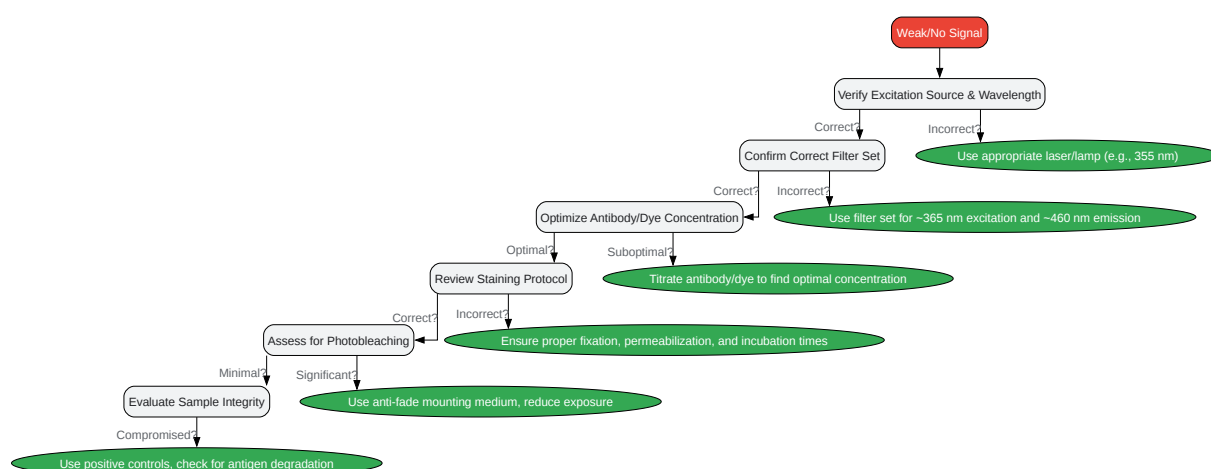 Weak/No Signal
Verify Excitation Source & Wavelength
Correct?
Incorrect?
Confirm Correct Filter Set
Use appropriate laser/lamp (e.g., 355 nm)
Correct?
Incorrect?
Optimize Antibody/Dye Concentration
Use filter set for ~365 nm excitation and ~460 nm emission
Optimal?
Suboptimal?
Review Staining Protocol
Titrate antibody/dye to find optimal concentration
Correct?
Incorrect?
Assess for Photobleaching
Ensure proper fixation, permeabilization, and incubation times
Minimal?
Significant?
Evaluate Sample Integrity
Use anti-fade mounting medium, reduce exposure
Compromised?
Use positive controls, check for antigen degradation